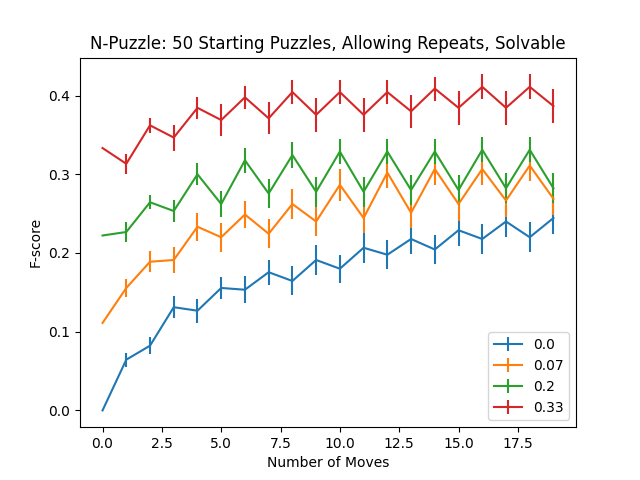 N-Puzzle: 50 Starting Puzzles, Allowing Repeats, Solvable
F-score
0.4
0.3
0.2
0.1
0.0
0.0
0.07
0.2
0.33
0.0 2.5 5.0 7.5 10.0 12.5 15.0 17.5
Number of Moves